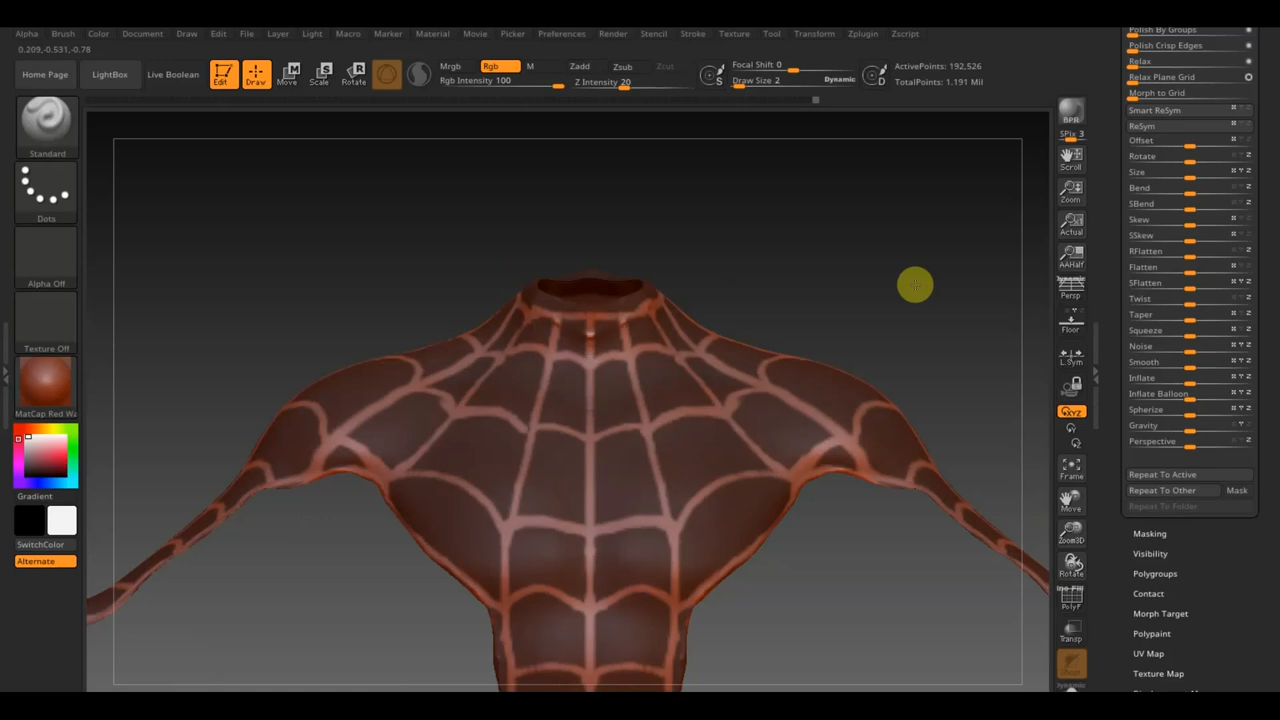 Alpha Brush Color Document Draw Edit File Layer Light Macro Marker Material Movie Picker Preferences Render Stencil Stroke Texture Tool Transform Zplugin Zscript
0.209,-0.531,-0.78
Home Page
LightBox
Live Boolean
Edit
Draw
Move
Scale
Rotate
Mrgb
Rgb
M
Rgb Intensity 100
Zadd
Zsub
Zcut
Z Intensity 20
S
Focal Shift 0
Draw Size 2
Dynamic
D
ActivePoints: 192,526
TotalPoints: 1.191 Mil
Standard
Dots
Alpha Off
Texture Off
MatCap Red Wa
Gradient
SwitchColor
Alternate
BPR
SPix 3
Scroll
Zoom
Actual
AAHalf
Dynamic
Persp
Floor
L.Sym
XYZ
Frame
Move
Zoom3D
Rotate
PolyF
Transp
Polish By Groups
Polish Crisp Edges
Relax
Relax Plane Grid
Morph to Grid
Smart ReSym
ReSym
Offset
Rotate
Size
Bend
SBend
Skew
SSkew
RFlatten
Flatten
SFlatten
Twist
Taper
Squeeze
Noise
Smooth
Inflate
Inflate Balloon
Spherize
Gravity
Perspective
Repeat To Active
Repeat To Other
Mask
Repeat To Folder
Masking
Visibility
Polygroups
Contact
Morph Target
Polypaint
UV Map
Texture Map